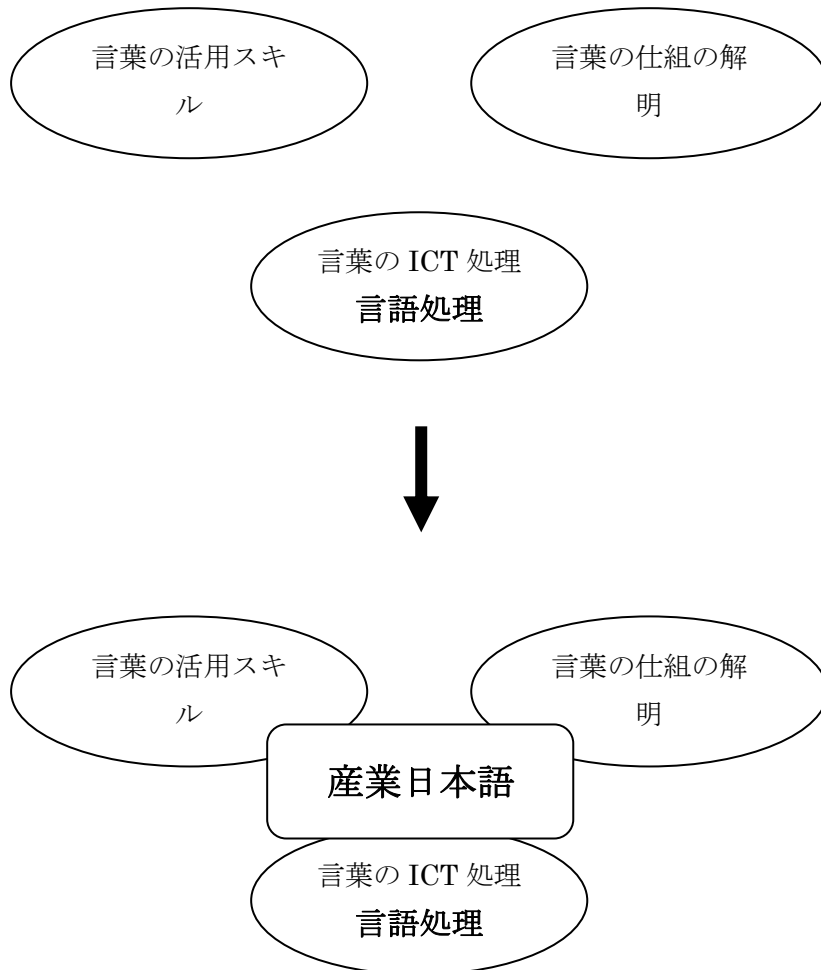 言葉の活用スキ
ル
言葉の仕組の解
明
言葉の ICT 処理
言語処理
言葉の活用スキ
ル
言葉の仕組の解
明
産業日本語
言葉の ICT 処理
言語処理